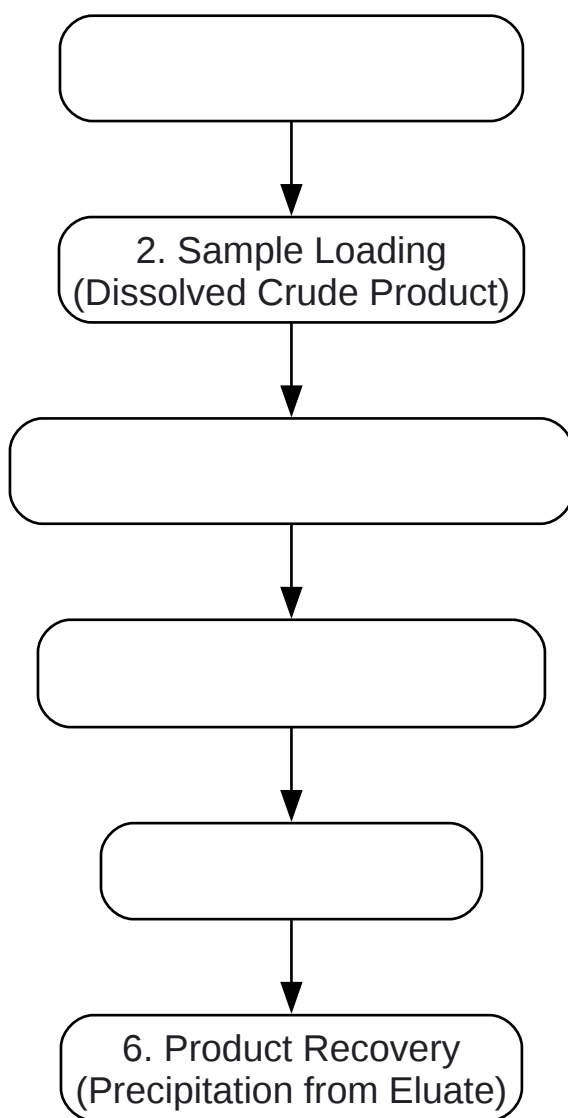 2. Sample Loading
(Dissolved Crude Product)
6. Product Recovery
(Precipitation from Eluate)